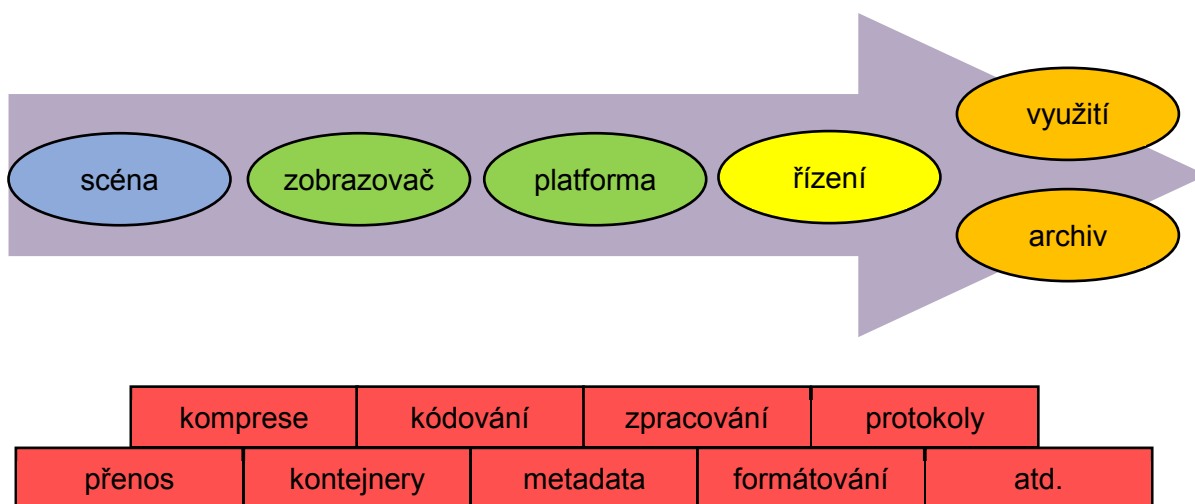 scéna
zobrazovač
platforma
řízení
využití
archiv
komprese kódování zpracování protokoly
přenos kontejnery metadata formátování atd.